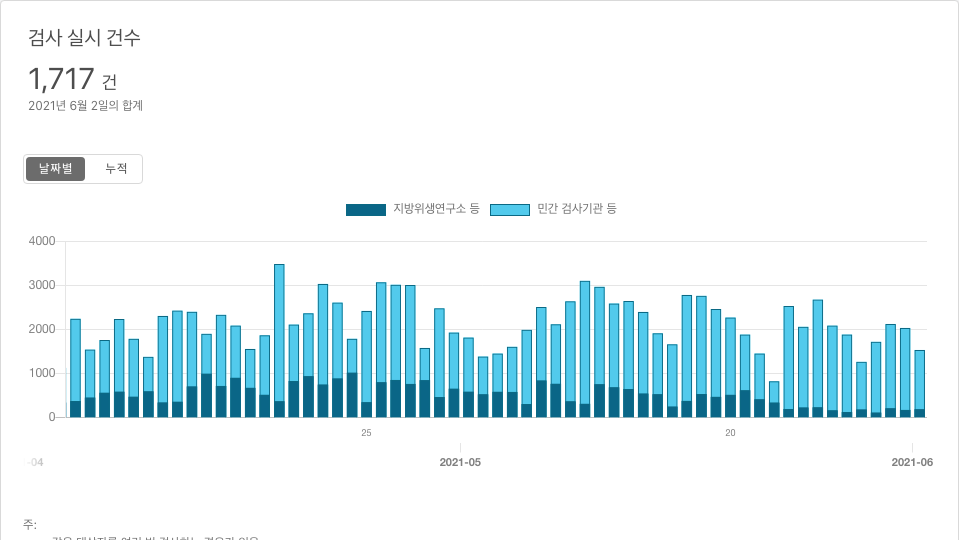 검사 실시 건수
1,717 건
2021년 6월 2일의 합계
날짜별 누적
지방위생연구소 등 민간 검사기관 등
4000
3000
2000
1000
0
25 20
-04 2021-05 2021-06
주: